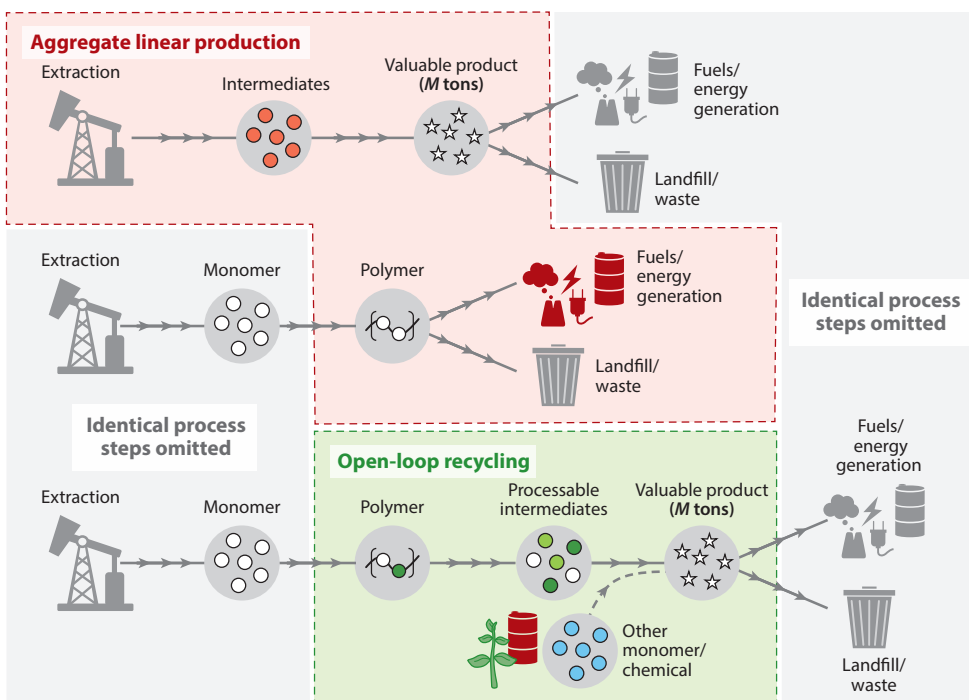 Aggregate linear production
Extraction
Intermediates
Valuable product
(M tons)
Fuels/
energy
generation
Landfill/
waste
Extraction
Monomer
Polymer
Fuels/
energy
generation
Landfill/
waste
Identical process
steps omitted
Identical process
steps omitted
Open-loop recycling
Extraction
Monomer
Polymer
Processable
intermediates
Valuable product
(M tons)
Fuels/
energy
generation
Other
monomer/
chemical
Landfill/
waste